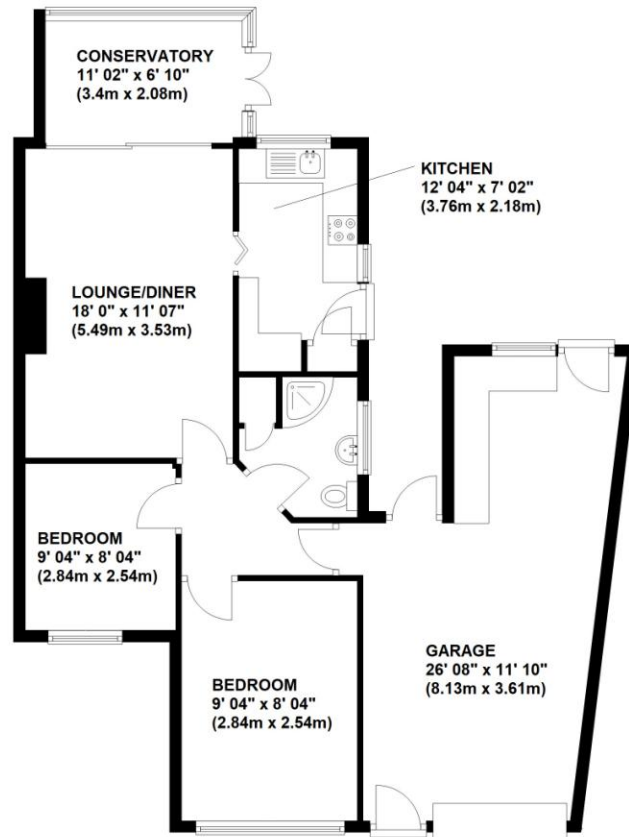 CONSERVATORY
11' 02" x 6' 10"
(3.4m x 2.08m)
KITCHEN
12' 04" x 7' 02"
(3.76m x 2.18m)
LOUNGE/DINER
18' 0" x 11' 07"
(5.49m x 3.53m)
BEDROOM
9' 04" x 8' 04"
(2.84m x 2.54m)
BEDROOM
9' 04" x 8' 04"
(2.84m x 2.54m)
GARAGE
26' 08" x 11' 10"
(8.13m x 3.61m)